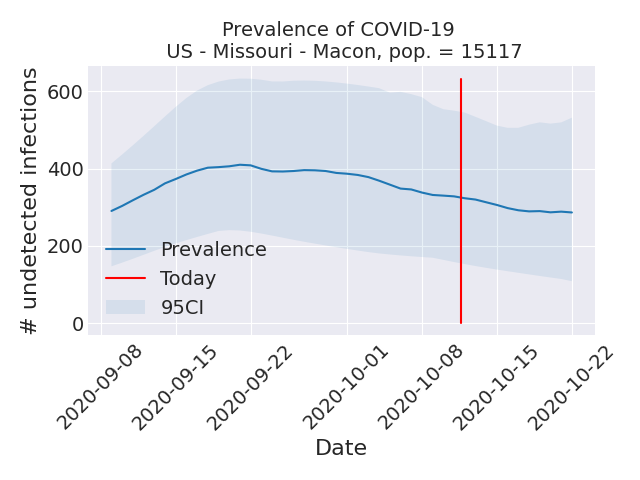 Prevalence of COVID-19
US - Missouri - Macon, pop. = 15117
# undetected infections
600
400
200
0
Prevalence
Today
95CI
2020-09-08
2020-09-15
2020-09-22
2020-10-01
2020-10-08
2020-10-15
2020-10-22
Date